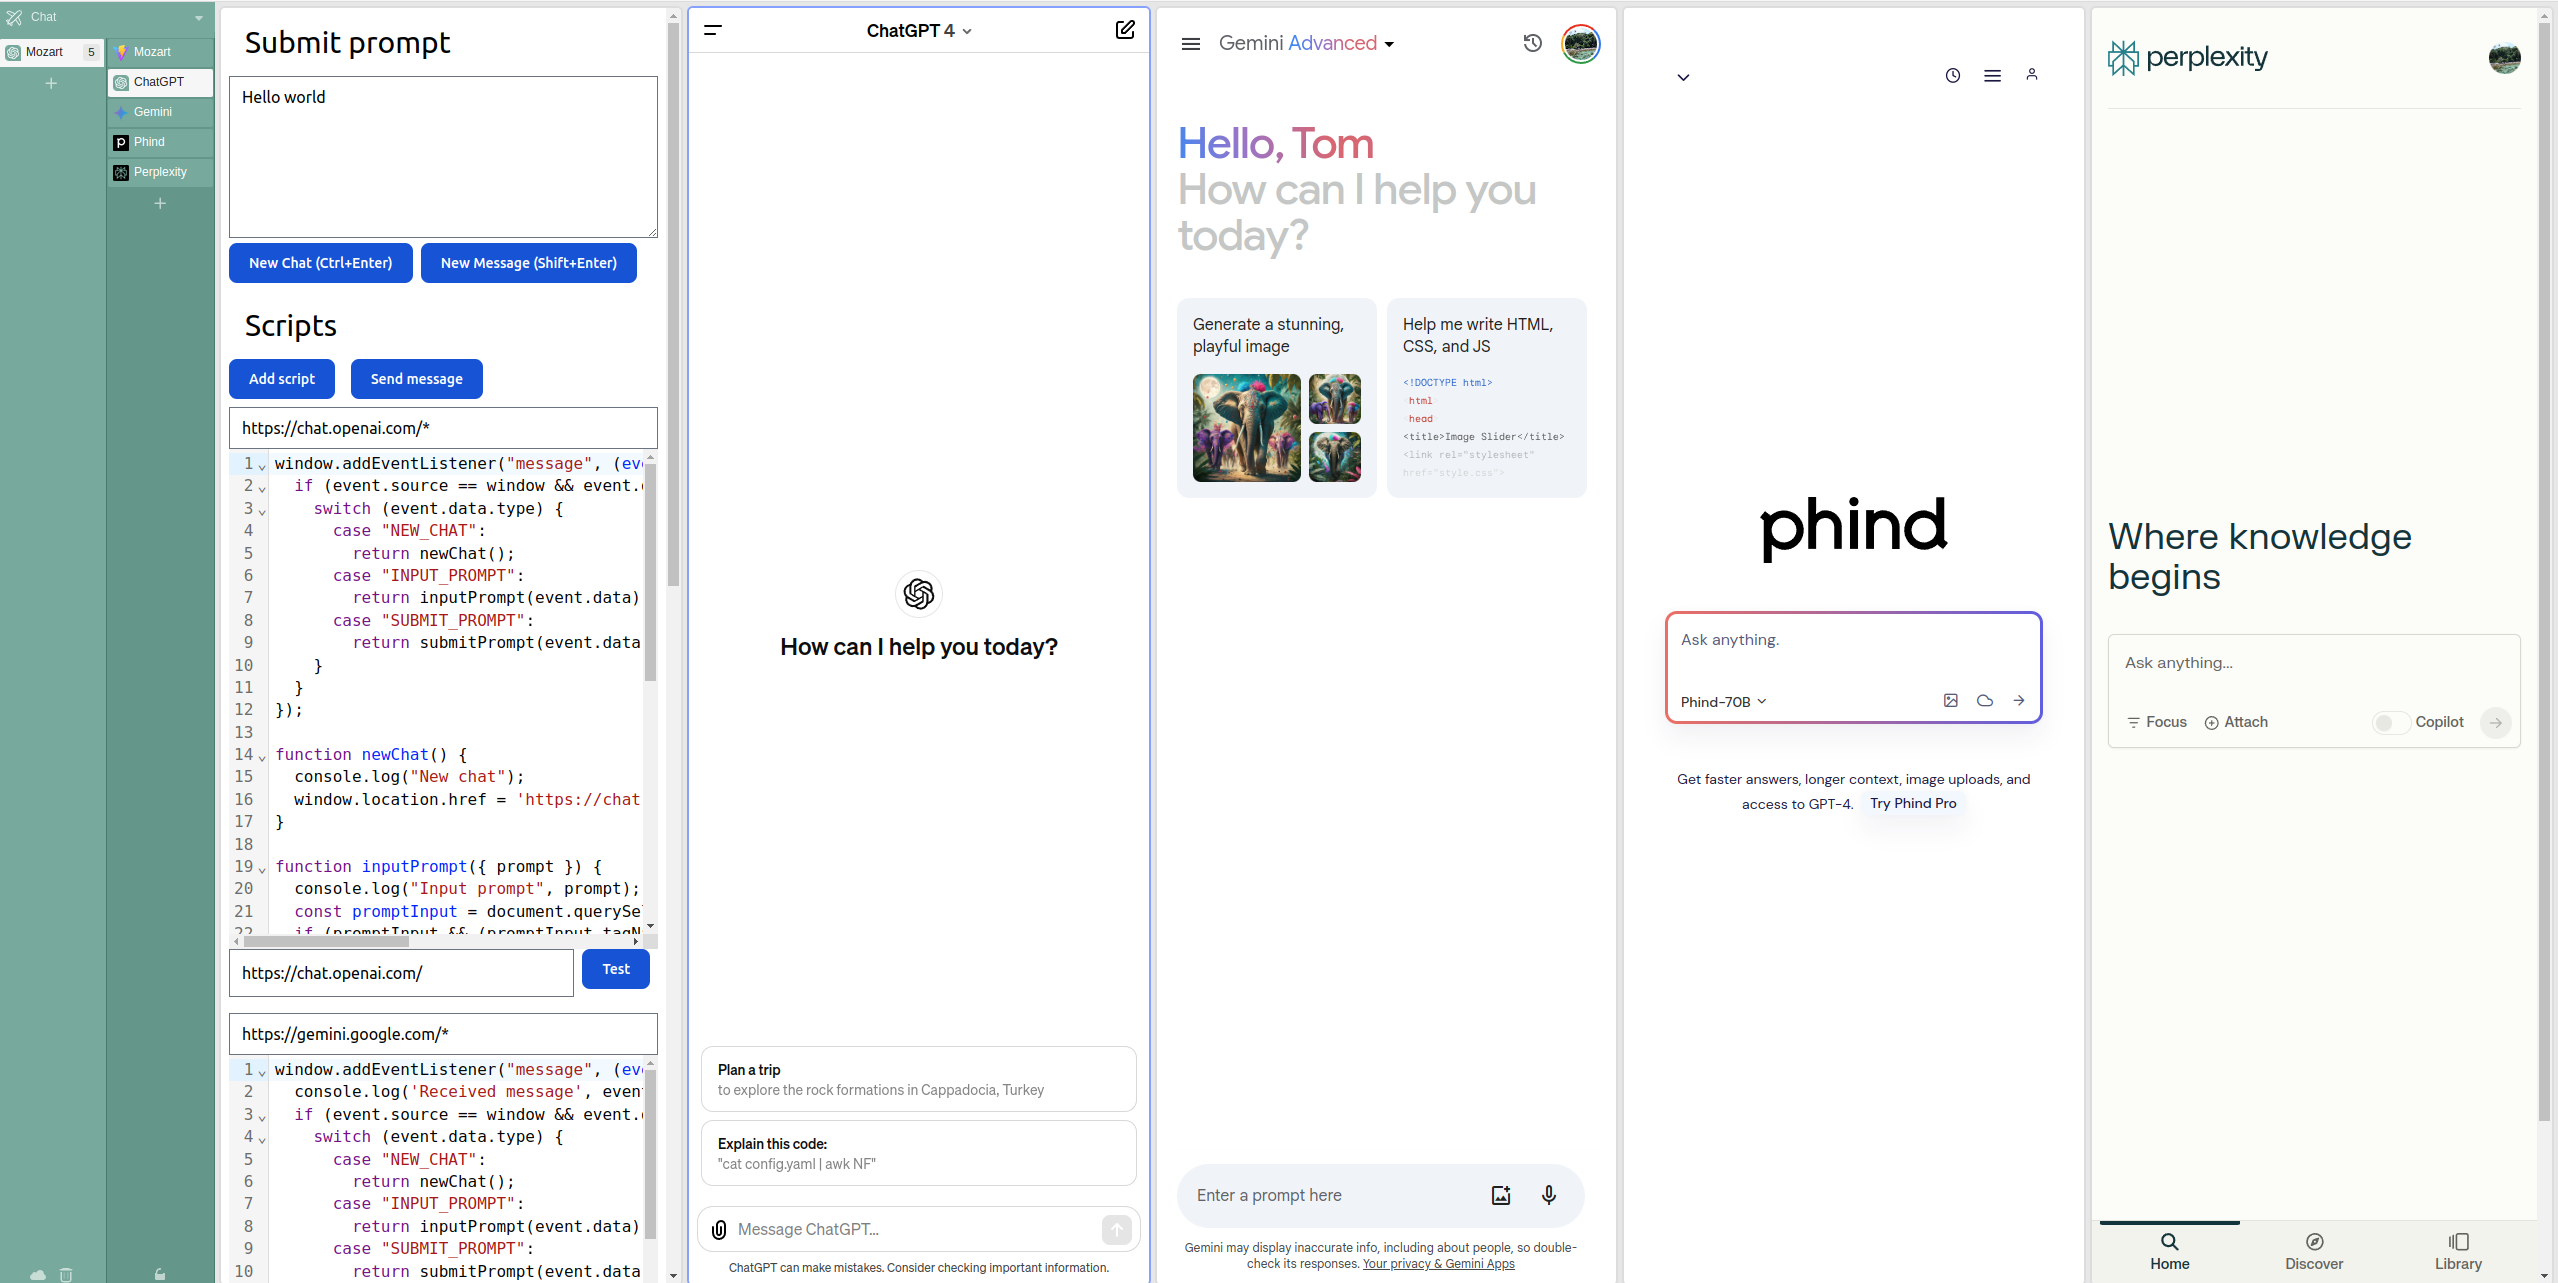 Chat
Mozart 5
Mozart
ChatGPT
Gemini
Phind
Perplexity
Submit prompt
Hello world
New Chat (Ctrl+Enter) New Message (Shift+Enter)
Scripts
Add script Send message
https://chat.openai.com/*
1 window.addEventListener("message", (ev
2 if (event.source == window && event.
3 switch (event.data.type) {
4 case "NEW_CHAT":
5 return newChat();
6 case "INPUT_PROMPT":
7 return inputPrompt(event.data)
8 case "SUBMIT_PROMPT":
9 return submitPrompt(event.data
10 }
11 }
12 });
13
14 function newChat() {
15 console.log("New chat");
16 window.location.href = 'https://chat
17 }
18
19 function inputPrompt({ prompt }) {
20 console.log("Input prompt", prompt);
21 const promptInput = document.querySe
22 if (promptInput && (promptInput.tagN
https://chat.openai.com/ Test
https://gemini.google.com/*
1 window.addEventListener("message", (ev
2 console.log('Received message', even
3 if (event.source == window && event.
4 switch (event.data.type) {
5 case "NEW_CHAT":
6 return newChat();
7 case "INPUT_PROMPT":
8 return inputPrompt(event.data)
9 case "SUBMIT_PROMPT":
10 return submitPrompt(event.data
ChatGPT 4
How can I help you today?
Plan a trip
to explore the rock formations in Cappadocia, Turkey
Explain this code:
"cat config.yaml | awk NF"
Message ChatGPT...
ChatGPT can make mistakes. Consider checking important information.
Gemini Advanced
Hello, Tom
How can I help you
today?
Generate a stunning,
playful image
Help me write HTML,
CSS, and JS
<!DOCTYPE html>
html
head
<title>Image Slider</title>
<link rel="stylesheet"
href="style.css">
Enter a prompt here
Gemini may display inaccurate info, including about people, so double-
check its responses. Your privacy & Gemini Apps
phind
Ask anything.
Phind-70B
Get faster answers, longer context, image uploads, and
access to GPT-4. Try Phind Pro
perplexity
Where knowledge
begins
Ask anything...
Focus Attach Copilot
Home Discover Library